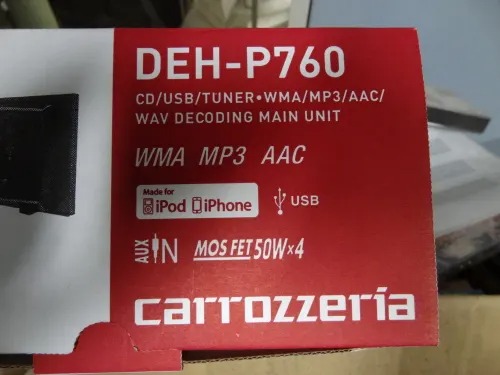 DEH-P760
CD/USB/TUNER•WMA/MP3/AAC/
WAV DECODING MAIN UNIT
WMA MP3 AAC
Made for
iPod iPhone
USB
AUX IN
MOS FET 50W×4
carrozzeria